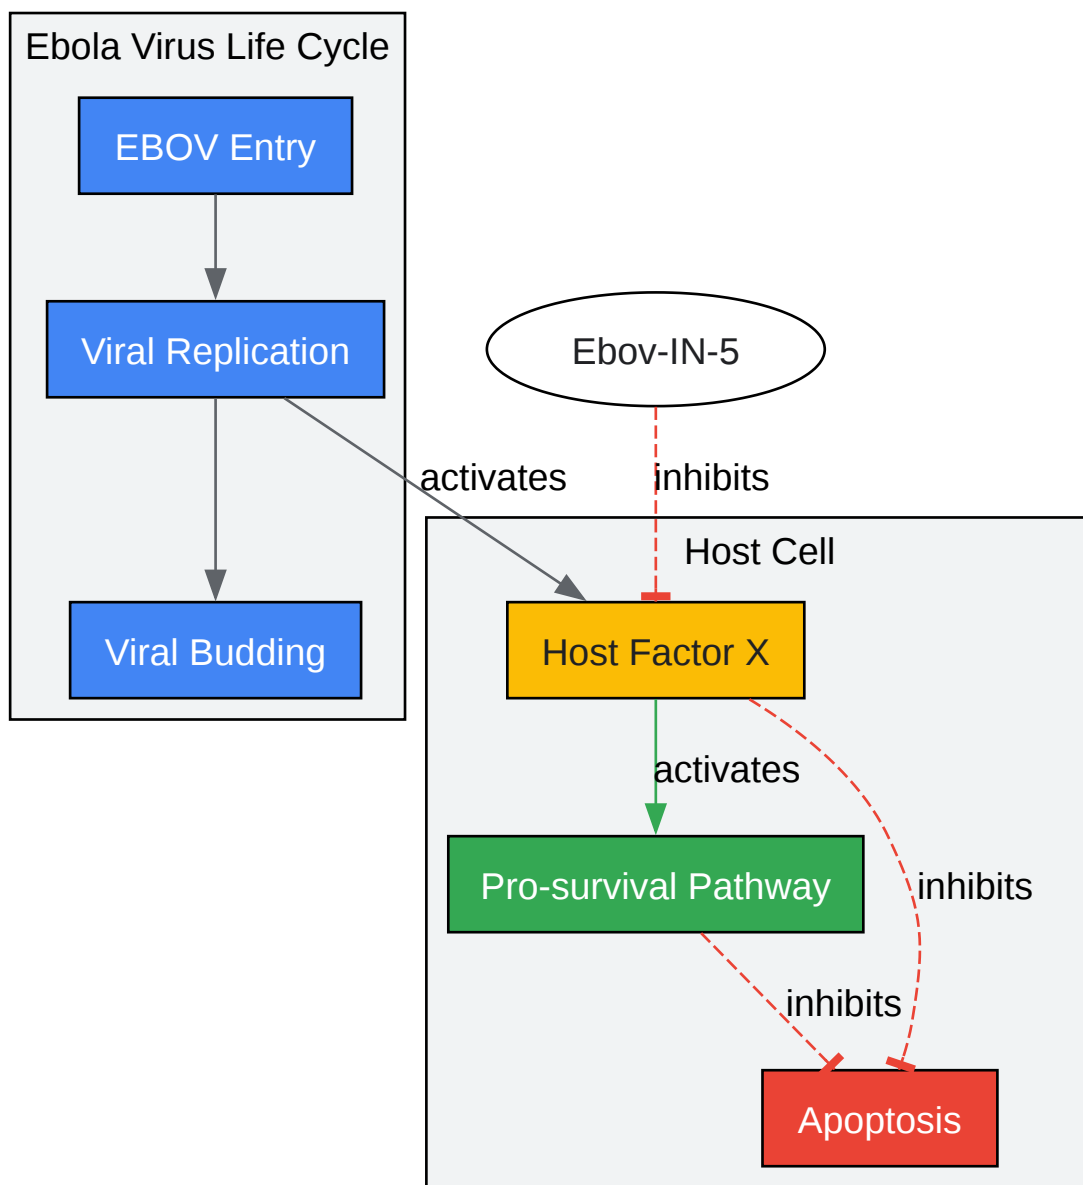 Ebola Virus Life Cycle
EBOV Entry
Viral Replication
Ebov-IN-5
activates
inhibits
Host Cell
Viral Budding
Host Factor X
activates
Pro-survival Pathway
inhibits
inhibits
Apoptosis